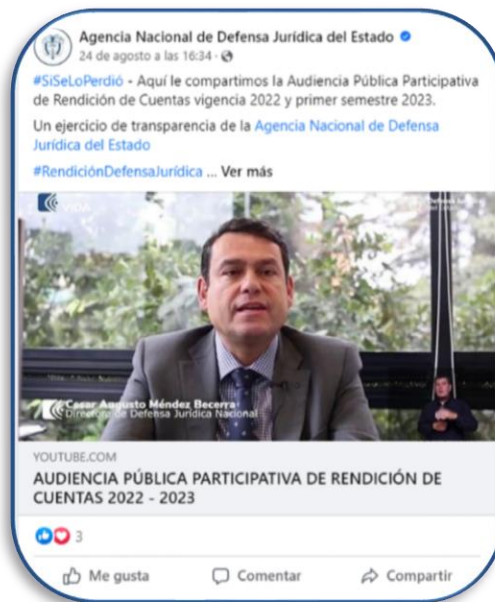 Agencia Nacional de Defensa Jurídica del Estado
24 de agosto a las 16:34 ·
#SiSeLoPerdió - Aquí le compartimos la Audiencia Pública Participativa
de Rendición de Cuentas vigencia 2022 y primer semestre 2023.
Un ejercicio de transparencia de la Agencia Nacional de Defensa
Jurídica del Estado
#RendiciónDefensaJurídica ... Ver más
VIDA
Cesar Augusto Méndez Becerra
Director de Defensa Jurídica Nacional
YOUTUBE.COM
AUDIENCIA PÚBLICA PARTICIPATIVA DE RENDICIÓN DE
CUENTAS 2022 - 2023
3
Me gusta
Comentar
Compartir